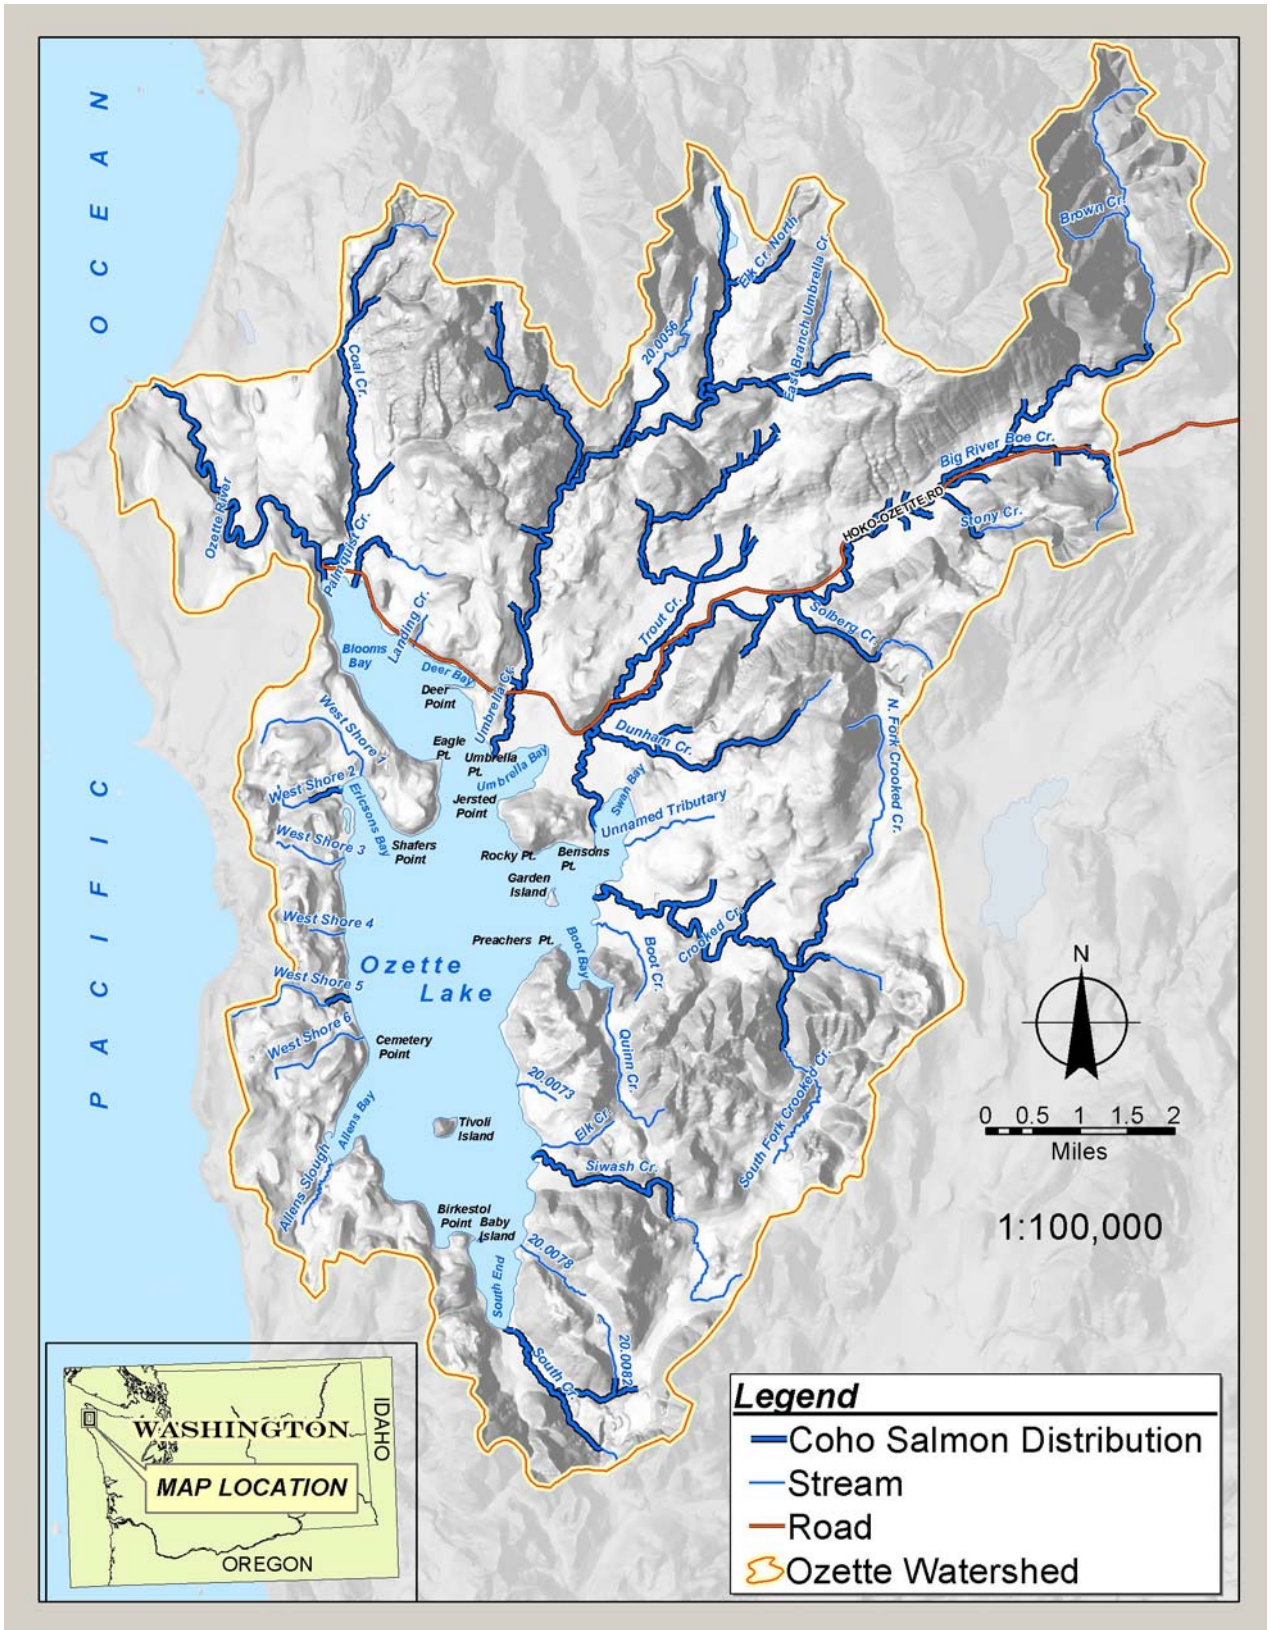 PACIFIC OCEAN
Brown Cr.
Elk Cr. North
East Branch Umbrella Cr.
20.0056
Coal Cr.
Big River Boe Cr.
Ozette River
HOKO-OZETTE RD
Stony Cr.
Palmquist Cr.
Trout Cr.
Solberg Cr.
Landing Cr.
Blooms
Bay
Deer Bay
Deer
Point
Umbrella Cr.
West Shore 1
N. Fork Crooked Cr.
Dunham Cr.
Eagle
Pt.
Umbrella
Pt.
Umbrella Bay
West Shore 2
Ericsons Bay
Jersted
Point
Swan Bay
Unnamed Tributary
West Shore 3
Shafers
Point
Rocky Pt.
Bensons
Pt.
Garden
Island
West Shore 4
Crooked Cr.
Preachers Pt.
Boot Bay
Boot Cr.
Ozette
Lake
West Shore 5
West Shore 6
Cemetery
Point
Quinn Cr.
20.0073
South Fork Crooked Cr.
Allens Bay
Tivoli
Island
Elk Cr.
Siwash Cr.
Allens Slough
Birkestol
Point
Baby
Island
20.0078
South End
South Cr.
20.0082
N
0 0.5 1 1.5 2
Miles
1:100,000
WASHINGTON
IDAHO
MAP LOCATION
OREGON
Legend
Coho Salmon Distribution
Stream
Road
Ozette Watershed